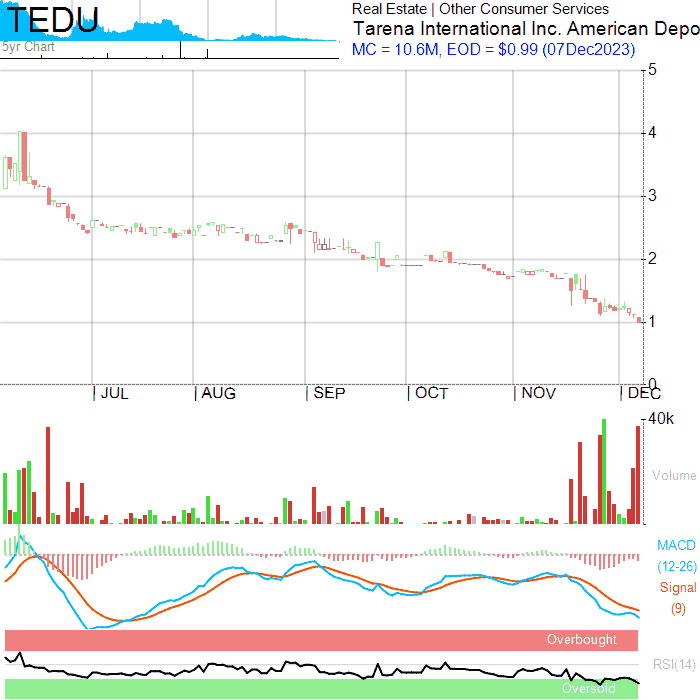 TEDU
5yr Chart
Real Estate | Other Consumer Services
Tarena International Inc. American Depo
MC = 10.6M, EOD = $0.99 (07Dec2023)
5
4
3
2
1
0
JUL
AUG
SEP
OCT
NOV
DEC
40k
Volume
MACD
(12-26)
Signal
(9)
Overbought
RSI(14)
Oversold